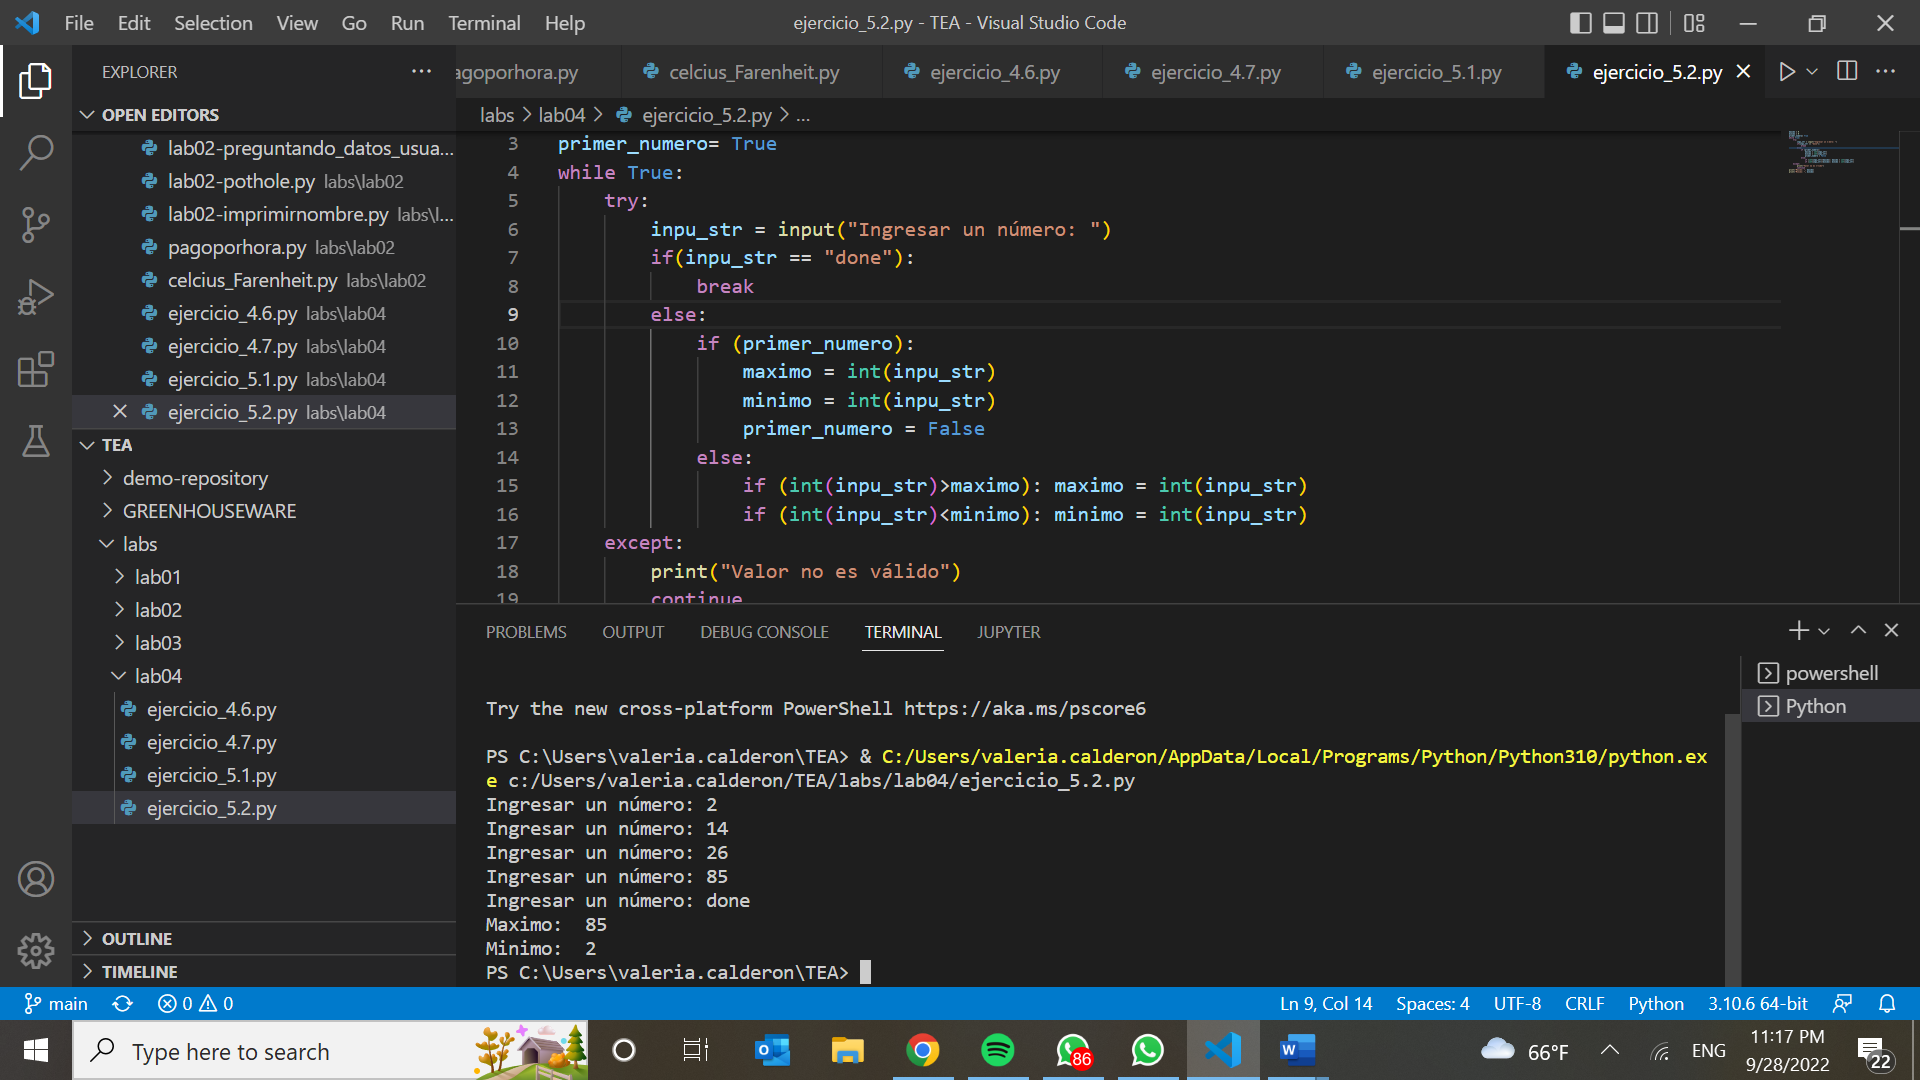 File Edit Selection View Go Run Terminal Help
ejercicio_5.2.py - TEA - Visual Studio Code
EXPLORER
OPEN EDITORS
lab02-preguntando_datos_usua...
lab02-pothole.py labs\lab02
lab02-imprimirnombre.py labs\l...
pagoporhora.py labs\lab02
celcius_Farenheit.py labs\lab02
ejercicio_4.6.py labs\lab04
ejercicio_4.7.py labs\lab04
ejercicio_5.1.py labs\lab04
ejercicio_5.2.py labs\lab04
TEA
demo-repository
GREENHOUSEWARE
labs
lab01
lab02
lab03
lab04
ejercicio_4.6.py
ejercicio_4.7.py
ejercicio_5.1.py
ejercicio_5.2.py
OUTLINE
TIMELINE
agoporhora.py celcius_Farenheit.py ejercicio_4.6.py ejercicio_4.7.py ejercicio_5.1.py ejercicio_5.2.py
labs > lab04 > ejercicio_5.2.py > ...
3 primer_numero= True
4 while True:
5 try:
6 inpu_str = input("Ingresar un número: ")
7 if(inpu_str == "done"):
8 break
9 else:
10 if (primer_numero):
11 maximo = int(inpu_str)
12 minimo = int(inpu_str)
13 primer_numero = False
14 else:
15 if (int(inpu_str)>maximo): maximo = int(inpu_str)
16 if (int(inpu_str)<minimo): minimo = int(inpu_str)
17 except:
18 print("Valor no es válido")
19 continue
PROBLEMS OUTPUT DEBUG CONSOLE TERMINAL JUPYTER
powershell
Python
Try the new cross-platform PowerShell https://aka.ms/pscore6
PS C:\Users\valeria.calderon\TEA> & C:/Users/valeria.calderon/AppData/Local/Programs/Python/Python310/python.ex
e c:/Users/valeria.calderon/TEA/labs/lab04/ejercicio_5.2.py
Ingresar un número: 2
Ingresar un número: 14
Ingresar un número: 26
Ingresar un número: 85
Ingresar un número: done
Maximo:  85
Minimo:  2
PS C:\Users\valeria.calderon\TEA>
main 0 0 Ln 9, Col 14 Spaces: 4 UTF-8 CRLF Python 3.10.6 64-bit
Type here to search
86
66°F ENG
11:17 PM
9/28/2022
22